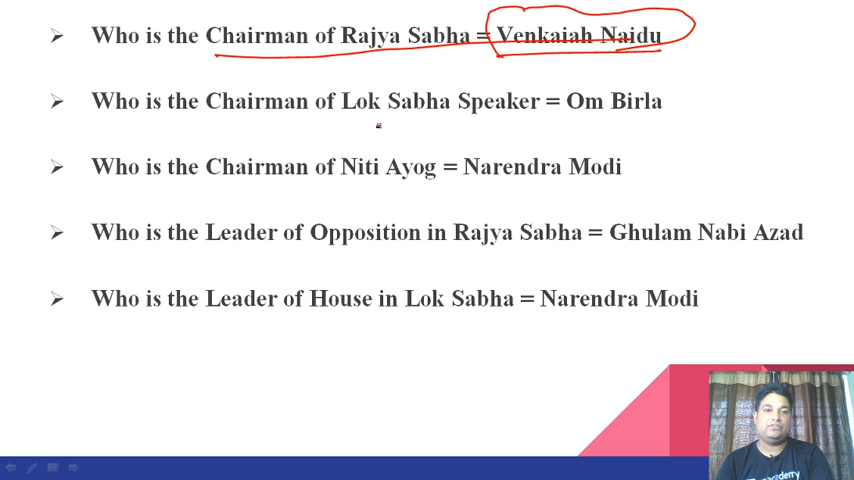 Who is the Chairman of Rajya Sabha = Venkaiah Naidu
Who is the Chairman of Lok Sabha Speaker = Om Birla
Who is the Chairman of Niti Ayog = Narendra Modi
Who is the Leader of Opposition in Rajya Sabha = Ghulam Nabi Azad
Who is the Leader of House in Lok Sabha = Narendra Modi